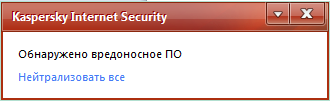 Kaspersky Internet Security
Обнаружено вредоносное ПО
Нейтрализовать все